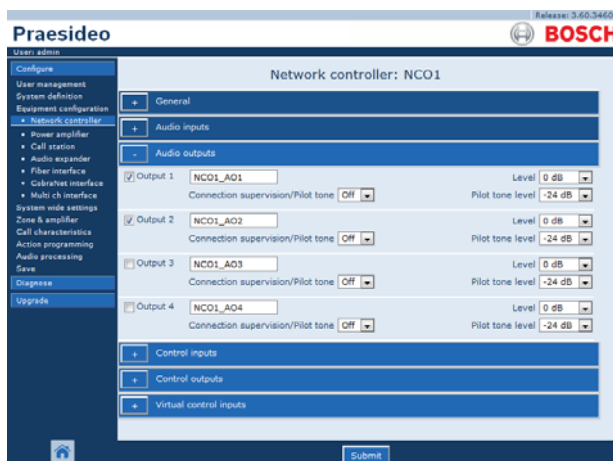 Release: 3.60.3460
Praesideo
BOSCH
User: admin
Configure
User management
System definition
Equipment configuration
• Network controller
• Power amplifier
• Call station
• Audio expander
• Fiber interface
• CobraNet interface
• Multi ch interface
System wide settings
Zone & amplifier
Call characteristics
Action programming
Audio processing
Save
Diagnose
Upgrade
Network controller: NCO1
+ General
+ Audio inputs
- Audio outputs
Output 1 NCO1_AO1 Level 0 dB
Connection supervision/Pilot tone Off Pilot tone level -24 dB
Output 2 NCO1_AO2 Level 0 dB
Connection supervision/Pilot tone Off Pilot tone level -24 dB
Output 3 NCO1_AO3 Level 0 dB
Connection supervision/Pilot tone Off Pilot tone level -24 dB
Output 4 NCO1_AO4 Level 0 dB
Connection supervision/Pilot tone Off Pilot tone level -24 dB
+ Control inputs
+ Control outputs
+ Virtual control inputs
Submit